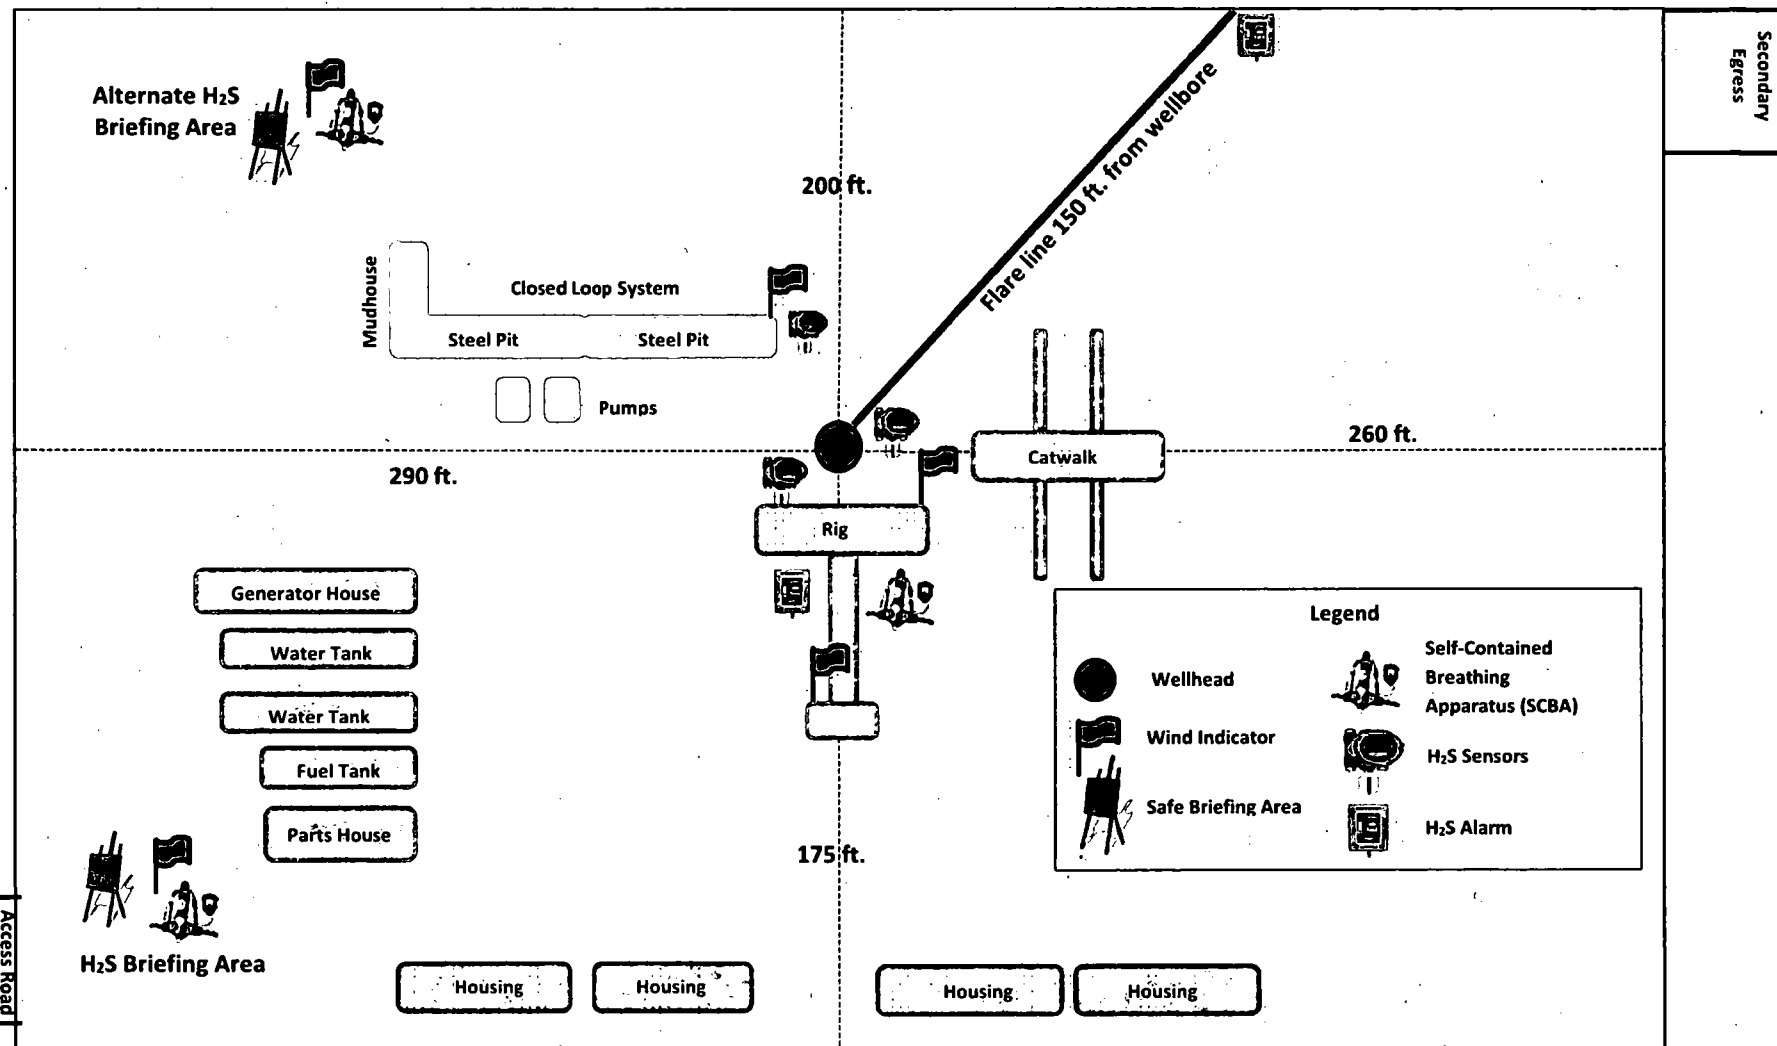 Secondary
Egress
Alternate H₂S
Briefing Area
200 ft.
Flare line 150 ft. from wellbore
Mudhouse
Closed Loop System
Steel Pit
Steel Pit
Pumps
260 ft.
290 ft.
Catwalk
Rig
Generator House
Water Tank
Water Tank
Fuel Tank
Parts House
Legend
Wellhead
Self-Contained
Breathing
Apparatus (SCBA)
Wind Indicator
H₂S Sensors
Safe Briefing Area
H₂S Alarm
175 ft.
H₂S Briefing Area
Access Road
Housing
Housing
Housing
Housing